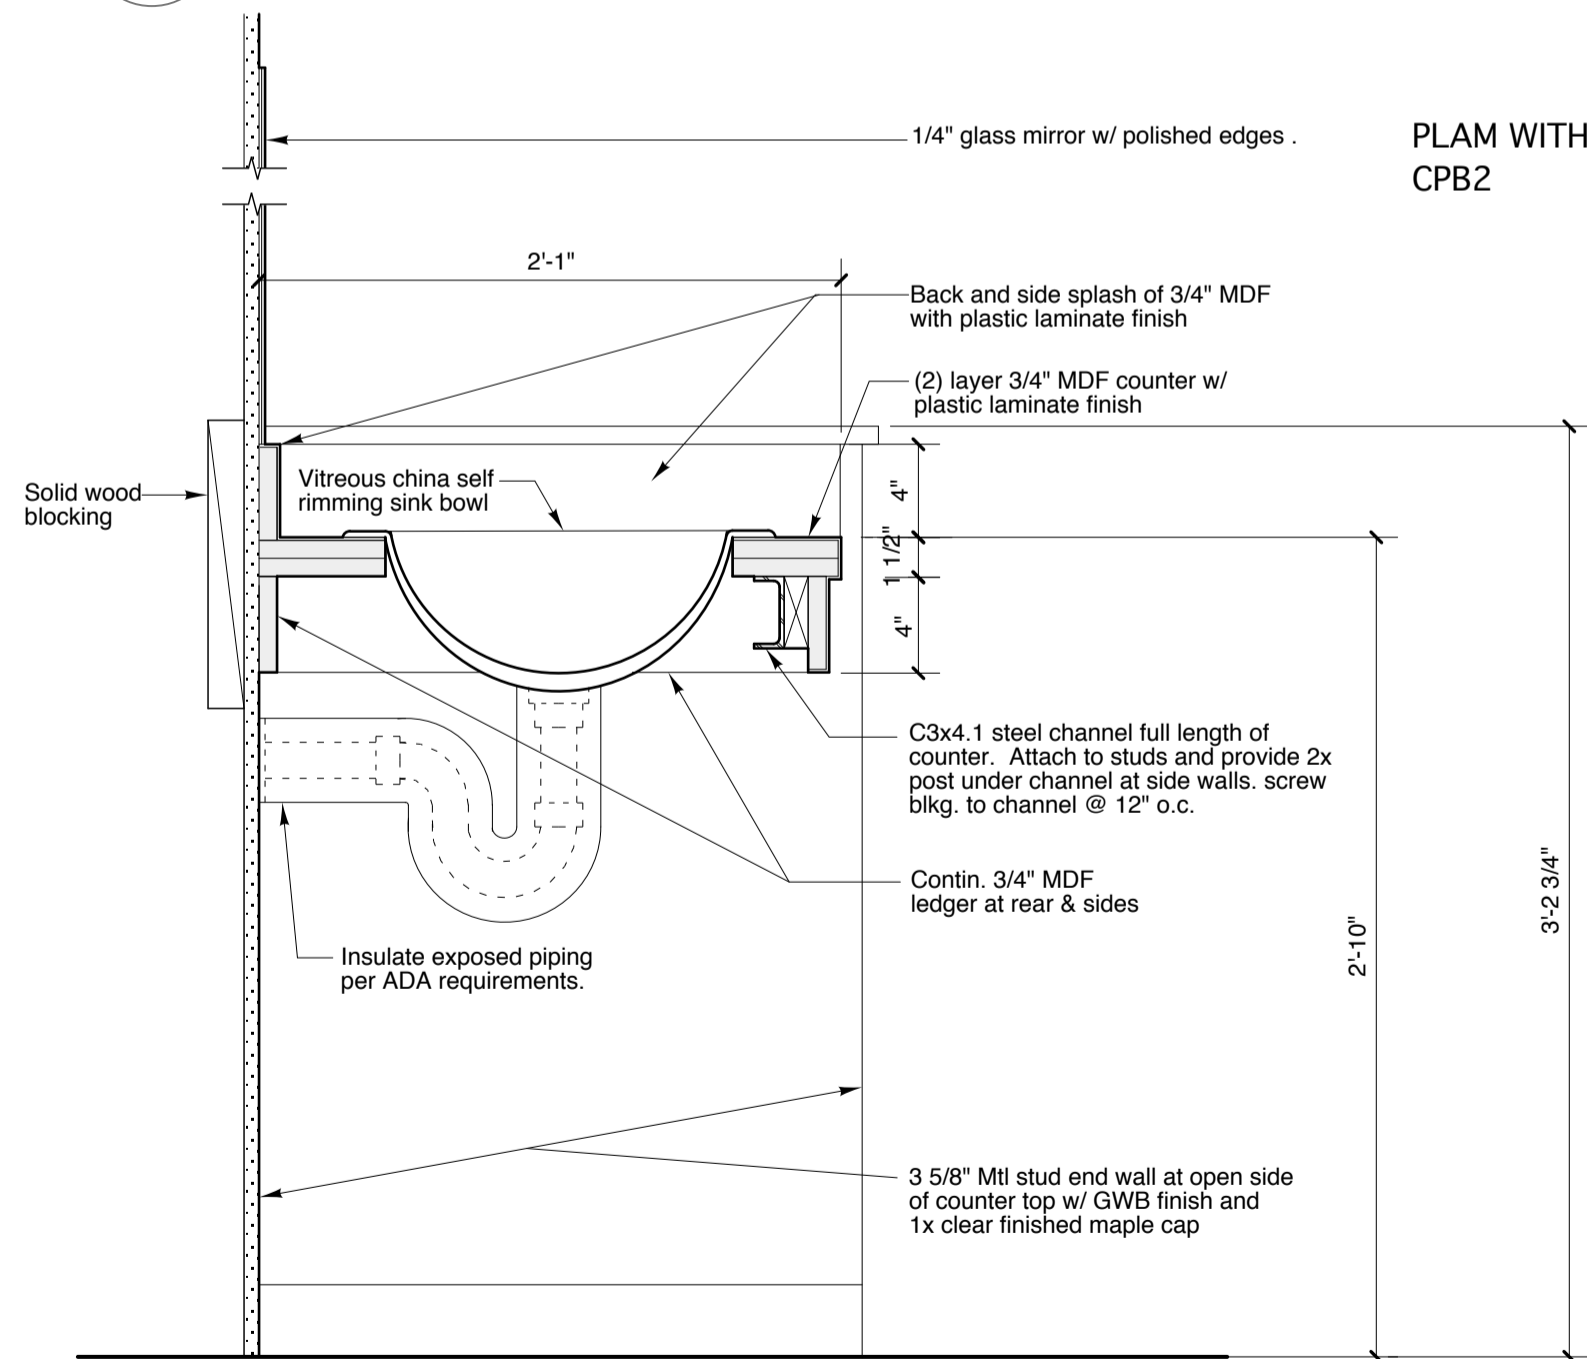 1/4" glass mirror w/ polished edges .
PLAM WITH
CPB2
2'-1"
Back and side splash of 3/4" MDF
with plastic laminate finish
(2) layer 3/4" MDF counter w/
plastic laminate finish
Solid wood
blocking
Vitreous china self
rimming sink bowl
4"
1 1/2"
4"
C3x4.1 steel channel full length of
counter.  Attach to studs and provide 2x
post under channel at side walls. screw
blkg. to channel @ 12" o.c.
Contin. 3/4" MDF
ledger at rear & sides
2'-10"
3'-2 3/4"
Insulate exposed piping
per ADA requirements.
3 5/8" Mtl stud end wall at open side
of counter top w/ GWB finish and
1x clear finished maple cap